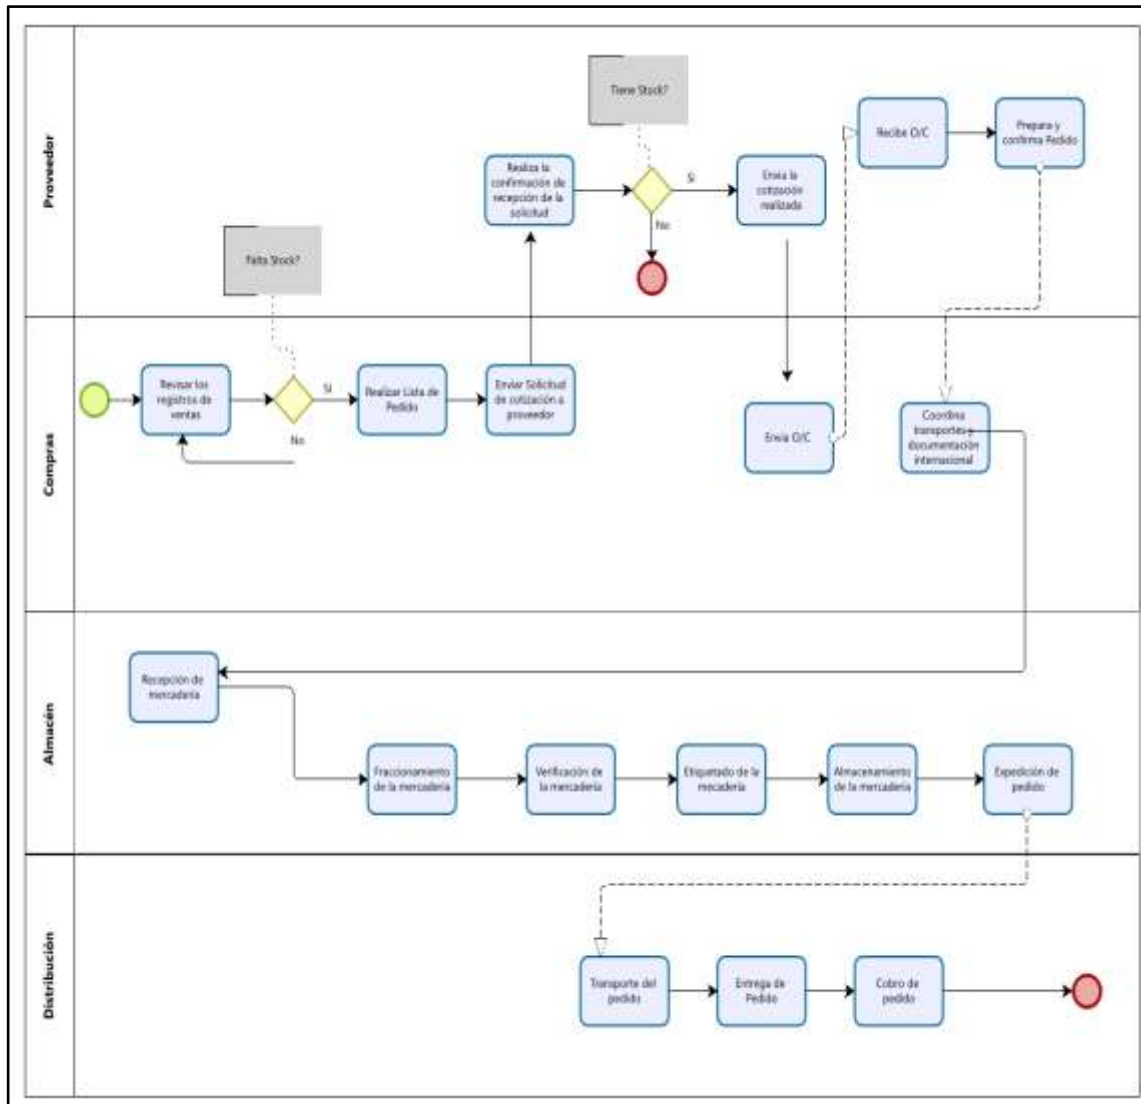 Proveedor
Tiene Stock?
Realiza la
confirmación de
recepción de la
solicitud
Si
No
Envia la
cotización
realizada
Recibe O/C
Prepara y
confirma Pedido
Falta Stock?
Compras
Revisar los
registros de
ventas
Si
No
Realizar Lista de
Pedido
Enviar Solicitud
de cotización a
proveedor
Envia O/C
Coordina
transportes y
documentación
internacional
Almacén
Recepción de
mercadería
Fraccionamiento
de la mercadería
Verificación de
la mercadería
Etiquetado de la
mecadería
Almacenamiento
de la mercadería
Expedición de
pedido
Distribución
Transporte del
pedido
Entrega de
Pedido
Cobro de
pedido